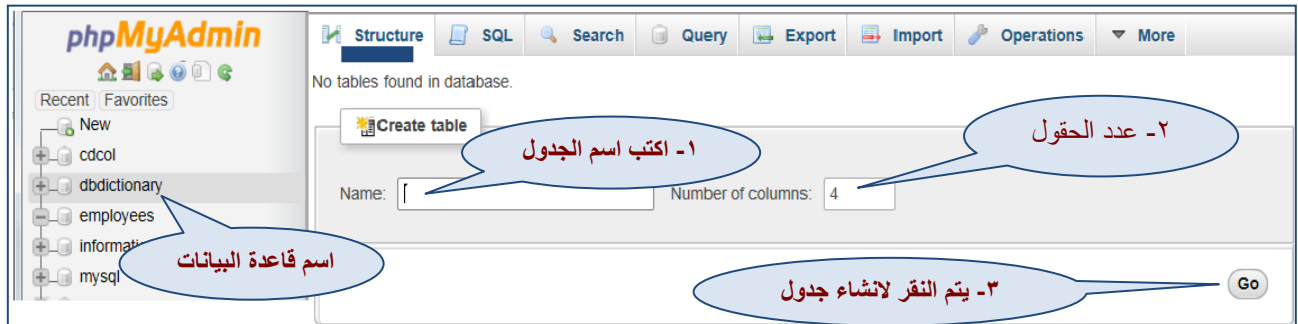 phpMyAdmin
Recent Favorites
New
cdcol
dbdictionary
employees
informati
mysql
اسم قاعدة البيانات
Structure SQL Search Query Export Import Operations More
No tables found in database.
Create table
١- اكتب اسم الجدول
٢- عدد الحقول
Name: Number of columns: 4
٣- يتم النقر لانشاء جدول
Go